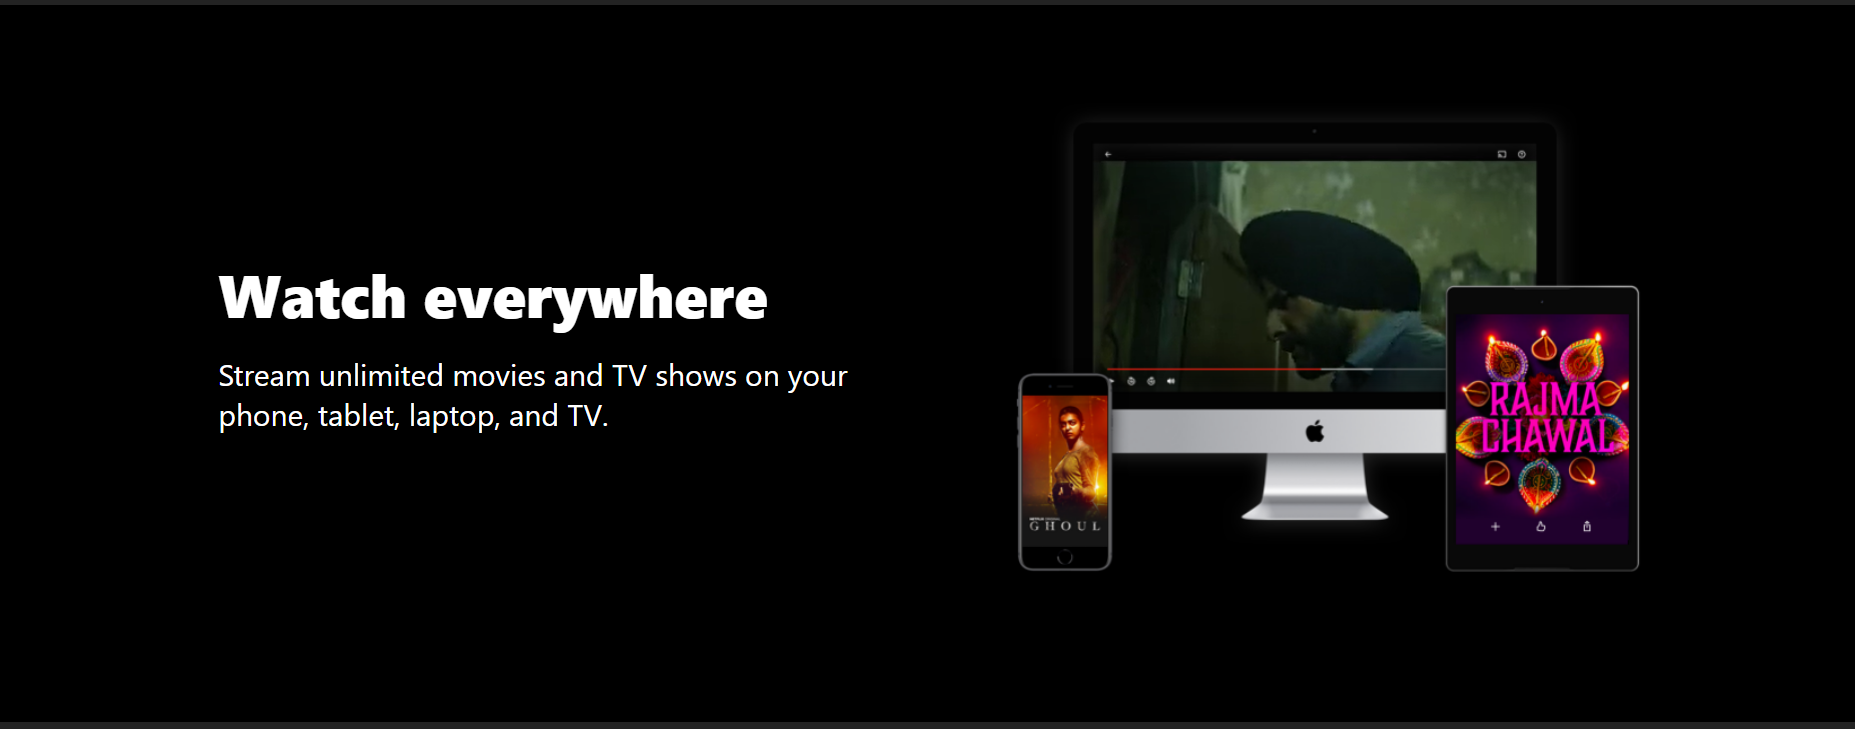 Watch everywhere
Stream unlimited movies and TV shows on your
phone, tablet, laptop, and TV.
RAJMA
CHAWAL
GHOUL